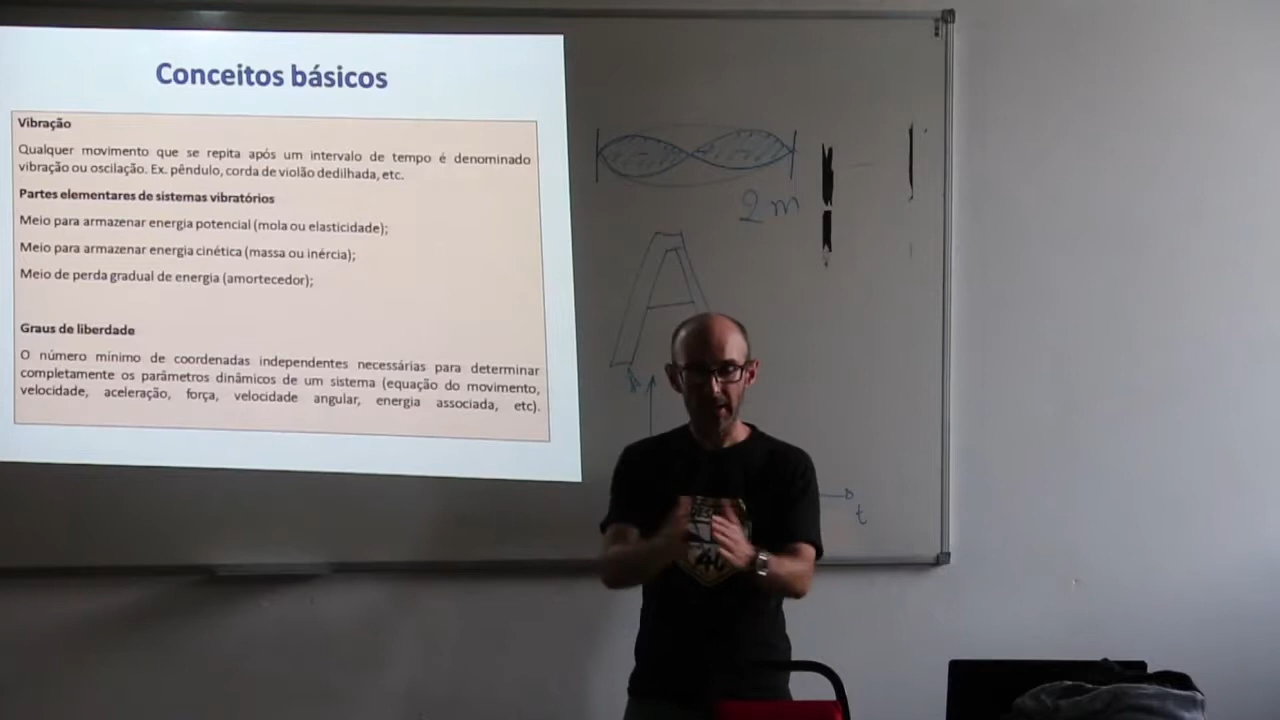 Conceitos básicos
Vibração
Qualquer movimento que se repita após um intervalo de tempo é denominado
vibração ou oscilação. Ex. pêndulo, corda de violão dedilhada, etc.
Partes elementares de sistemas vibratórios
Meio para armazenar energia potencial (mola ou elasticidade);
Meio para armazenar energia cinética (massa ou inércia);
Meio de perda gradual de energia (amortecedor);
Graus de liberdade
O número mínimo de coordenadas independentes necessárias para determinar
completamente os parâmetros dinâmicos de um sistema (equação do movimento,
velocidade, aceleração, força, velocidade angular, energia associada, etc).
2 m
A
t